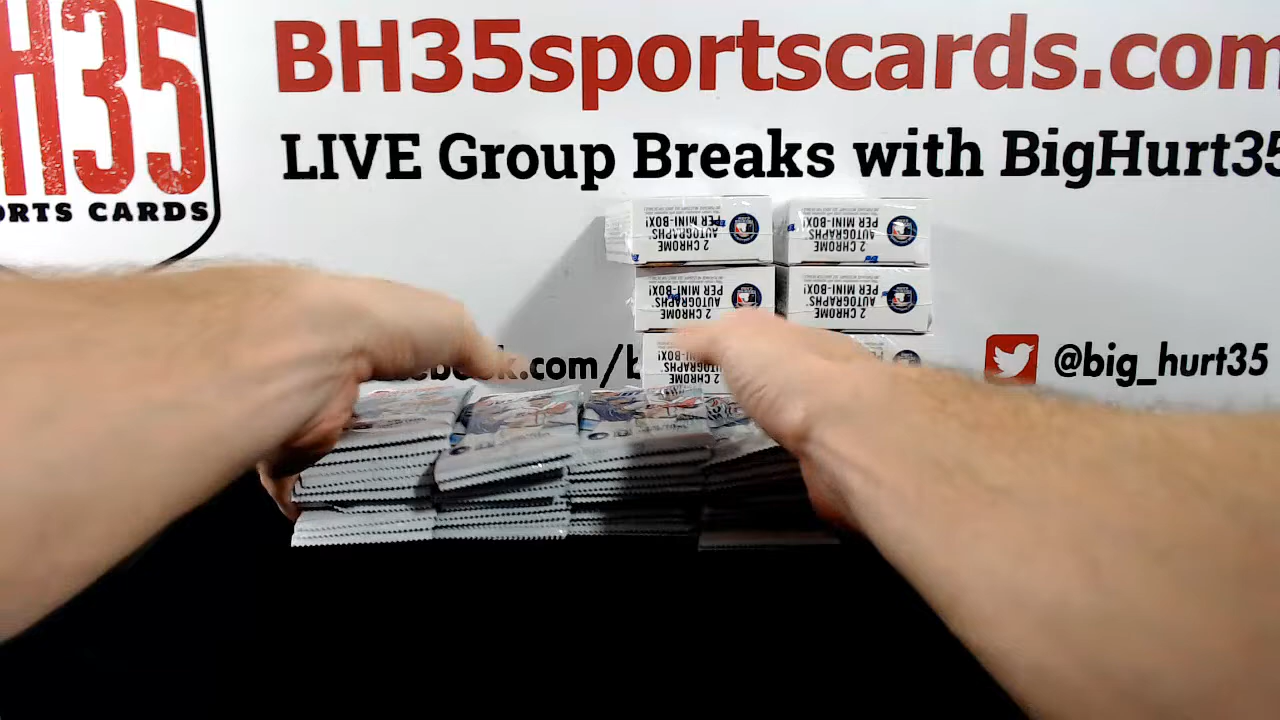 BH35sportscards.com
LIVE Group Breaks with BigHurt35
H35
ORTS CARDS
2 CHROME
AUTOGRAPHS
PER MINI-BOX!
2 CHROME
AUTOGRAPHS
PER MINI-BOX!
2 CHROME
AUTOGRAPHS
PER MINI-BOX!
2 CHROME
AUTOGRAPHS
PER MINI-BOX!
2 CHROME
.com/b
@big_hurt35